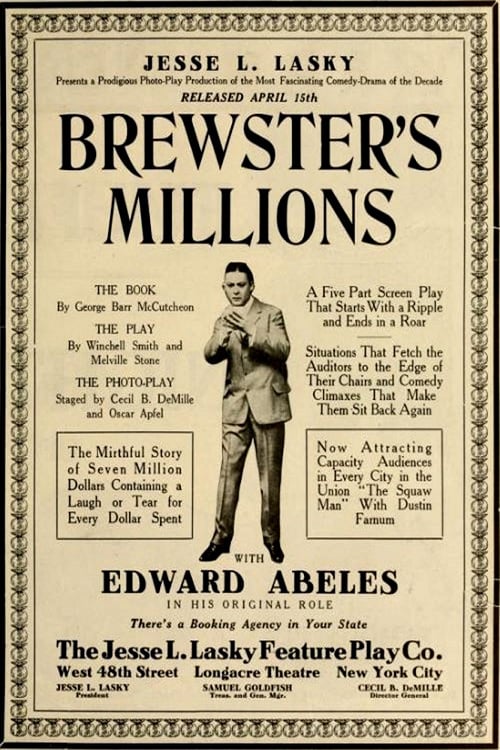 JESSE L. LASKY
Presents a Prodigious Photo-Play Production of the Most Fascinating Comedy-Drama of the Decade
RELEASED APRIL 15th
BREWSTER'S
MILLIONS
THE BOOK
By George Barr McCutcheon
THE PLAY
By Winchell Smith and
Melville Stone
THE PHOTO-PLAY
Staged by Cecil B. DeMille
and Oscar Apfel
The Mirthful Story
of Seven Million
Dollars Containing a
Laugh or Tear for
Every Dollar Spent
A Five Part Screen Play
That Starts With a Ripple
and Ends in a Roar
Situations That Fetch the
Auditors to the Edge of
Their Chairs and Comedy
Climaxes That Make
Them Sit Back Again
Now Attracting
Capacity Audiences
in Every City in the
Union "The Squaw
Man" With Dustin
Farnum
WITH
EDWARD ABELES
IN HIS ORIGINAL ROLE
There's a Booking Agency in Your State
The Jesse L. Lasky Feature Play Co.
West 48th Street Longacre Theatre New York City
JESSE L. LASKY SAMUEL GOLDFISH CECIL B. DeMILLE
President Treas. and Gen. Mgr. Director General